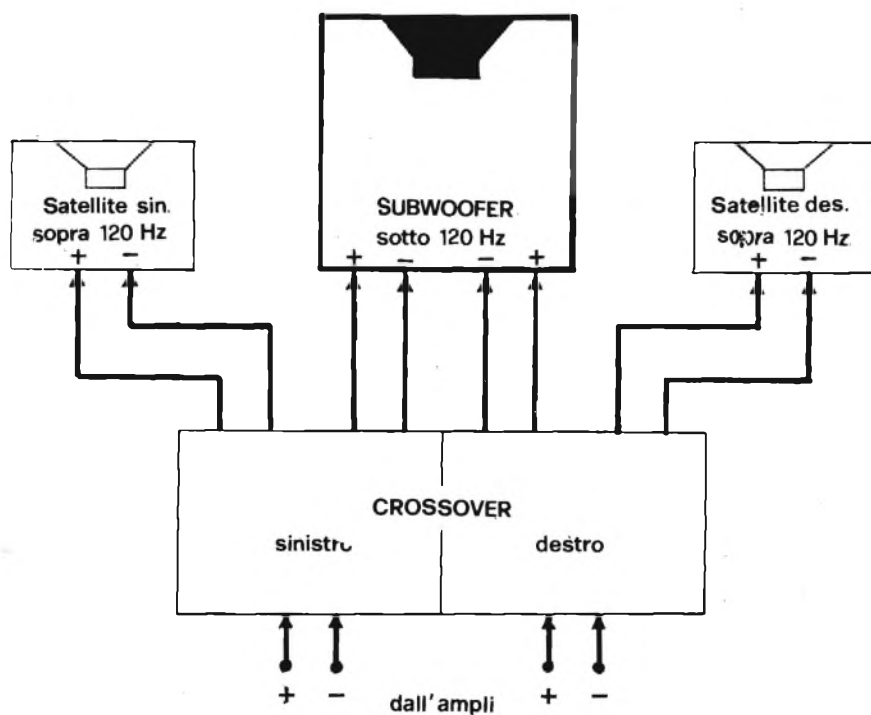 Satellite sin.
sopra 120 Hz
+ −
SUBWOOFER
sotto 120 Hz
+ − − +
Satellite des.
sopra 120 Hz
+ −
CROSSOVER
sinistro
destro
+ − dall'ampli + −